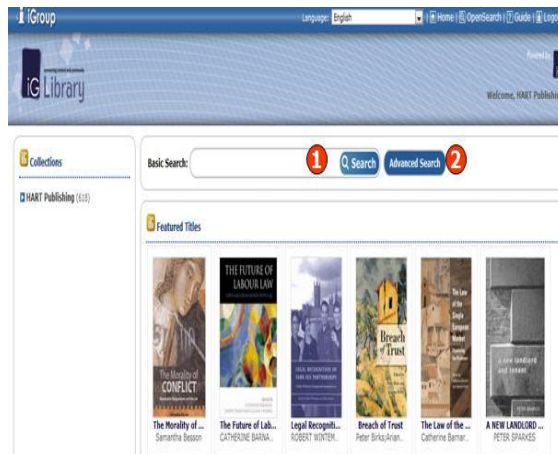 iGroup
Language: English | Home | OpenSearch | Guide | Logo
Powered by
iG Library
Welcome, HART Publishin
Collections
HART Publishing (618)
Basic Search: 1 Search Advanced Search 2
Featured Titles
The Morality of
CONFLICT
THE FUTURE OF
LABOUR LAW
LEGAL RECOGNITION OF
SAME-SEX PARTNERSHIPS
Breach
of Trust
The Law
of the
Single
European
Market
a new landlord
and tenant
The Morality of ...
The Future of Lab...
Legal Recogniti...
Breach of Trust
The Law of the ...
A NEW LANDLORD ...
Samantha Besson
CATHERINE BARNA...
ROBERT WINTEM...
Peter Birks;Arian...
Catherine Barnar...
PETER SPARKES